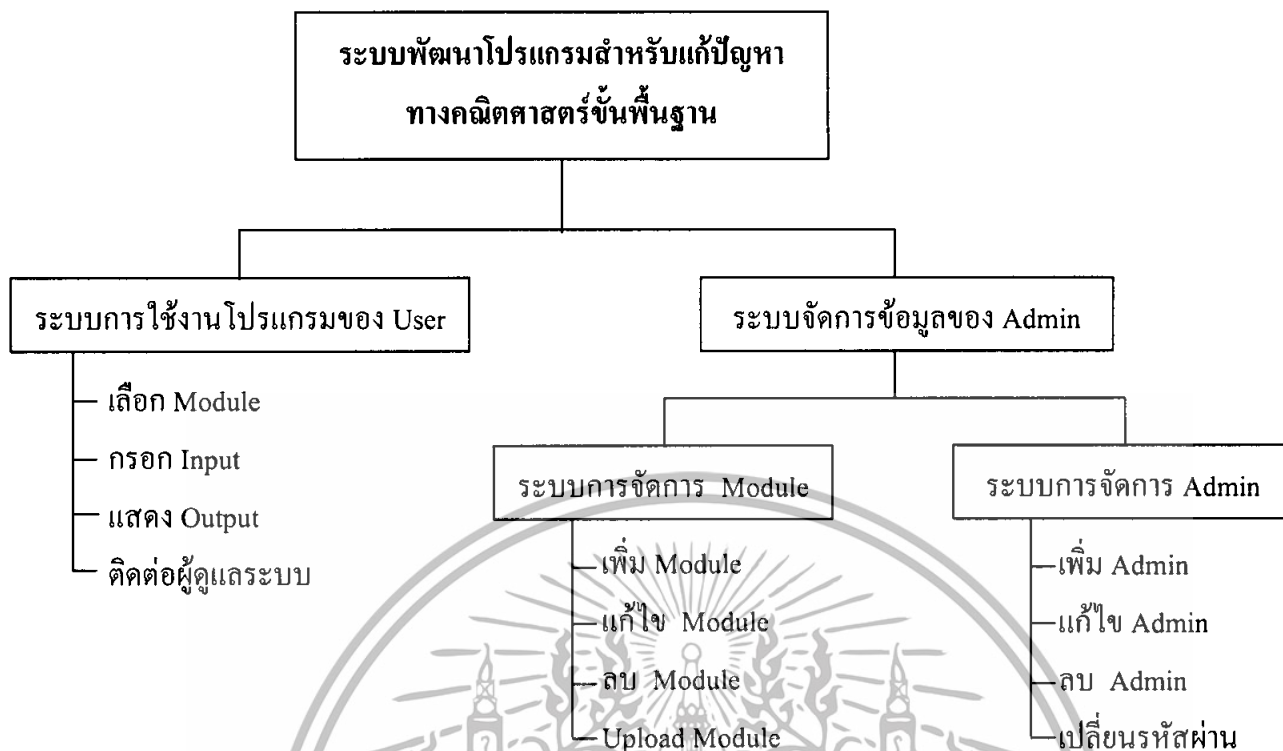 ระบบพัฒนาโปรแกรมสำหรับแก้ปัญหา
ทางคณิตศาสตร์ขั้นพื้นฐาน
ระบบการใช้งานโปรแกรมของ User
เลือก Module
กรอก Input
แสดง Output
ติดต่อผู้ดูแลระบบ
ระบบจัดการข้อมูลของ Admin
ระบบการจัดการ Module
เพิ่ม Module
แก้ไข Module
ลบ Module
Upload Module
ระบบการจัดการ Admin
เพิ่ม Admin
แก้ไข Admin
ลบ Admin
เปลี่ยนรหัสผ่าน